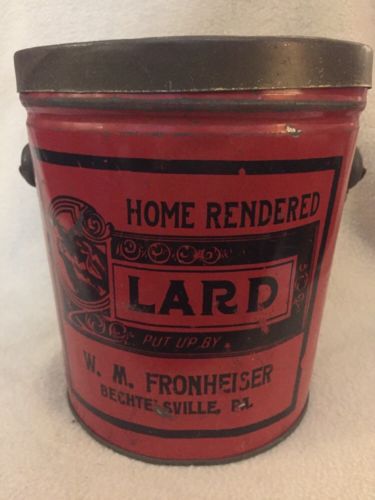 HOME RENDERED
LARD
PUT UP BY
W. M. FRONHEISER
BECHTELSVILLE, PA.